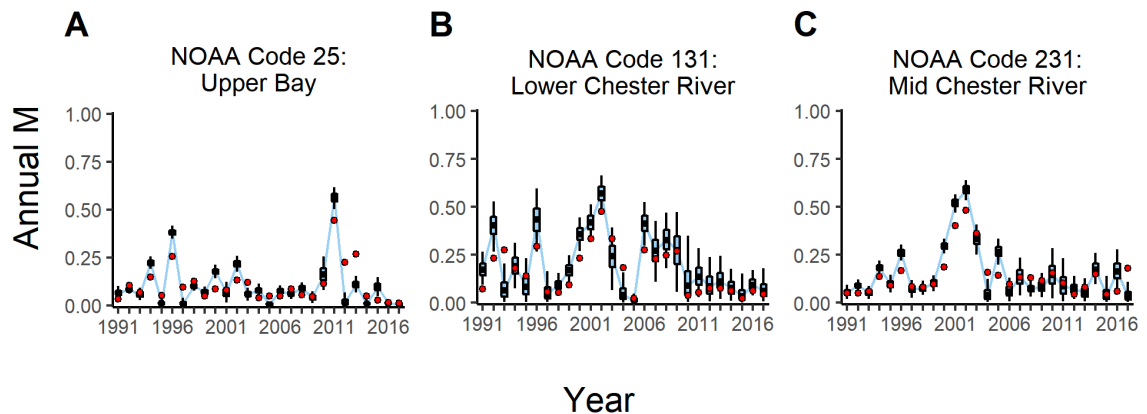 A
NOAA Code 25:
Upper Bay
B
NOAA Code 131:
Lower Chester River
C
NOAA Code 231:
Mid Chester River
Annual M
1.00
0.75
0.50
0.25
0.00
1991 1996 2001 2006 2011 2016
1.00
0.75
0.50
0.25
0.00
1991 1996 2001 2006 2011 2016
1.00
0.75
0.50
0.25
0.00
1991 1996 2001 2006 2011 2016
Year